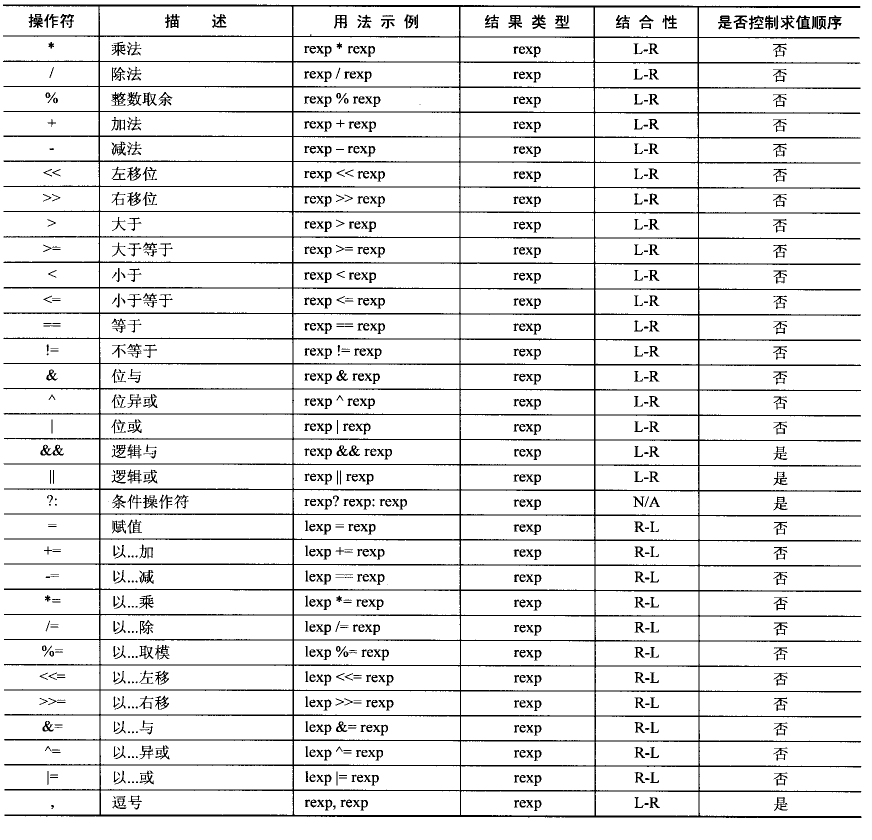 操作符 描 述 用 法 示 例 结 果 类 型 结 合 性 是否控制求值顺序
* 乘法 rexp * rexp rexp L-R 否
/ 除法 rexp / rexp rexp L-R 否
% 整数取余 rexp % rexp rexp L-R 否
+ 加法 rexp + rexp rexp L-R 否
- 减法 rexp – rexp rexp L-R 否
<< 左移位 rexp << rexp rexp L-R 否
>> 右移位 rexp >> rexp rexp L-R 否
> 大于 rexp > rexp rexp L-R 否
>= 大于等于 rexp >= rexp rexp L-R 否
< 小于 rexp < rexp rexp L-R 否
<= 小于等于 rexp <= rexp rexp L-R 否
== 等于 rexp == rexp rexp L-R 否
!= 不等于 rexp != rexp rexp L-R 否
& 位与 rexp & rexp rexp L-R 否
^ 位异或 rexp ^ rexp rexp L-R 否
| 位或 rexp | rexp rexp L-R 否
&& 逻辑与 rexp && rexp rexp L-R 是
|| 逻辑或 rexp || rexp rexp L-R 是
?: 条件操作符 rexp? rexp: rexp rexp N/A 是
= 赋值 lexp = rexp rexp R-L 否
+= 以...加 lexp += rexp rexp R-L 否
-= 以...减 lexp == rexp rexp R-L 否
*= 以...乘 lexp *= rexp rexp R-L 否
/= 以...除 lexp /= rexp rexp R-L 否
%= 以...取模 lexp %= rexp rexp R-L 否
<<= 以...左移 lexp <<= rexp rexp R-L 否
>>= 以...右移 lexp >>= rexp rexp R-L 否
&= 以...与 lexp &= rexp rexp R-L 否
^= 以...异或 lexp ^= rexp rexp R-L 否
|= 以...或 lexp |= rexp rexp R-L 否
, 逗号 rexp, rexp rexp L-R 是